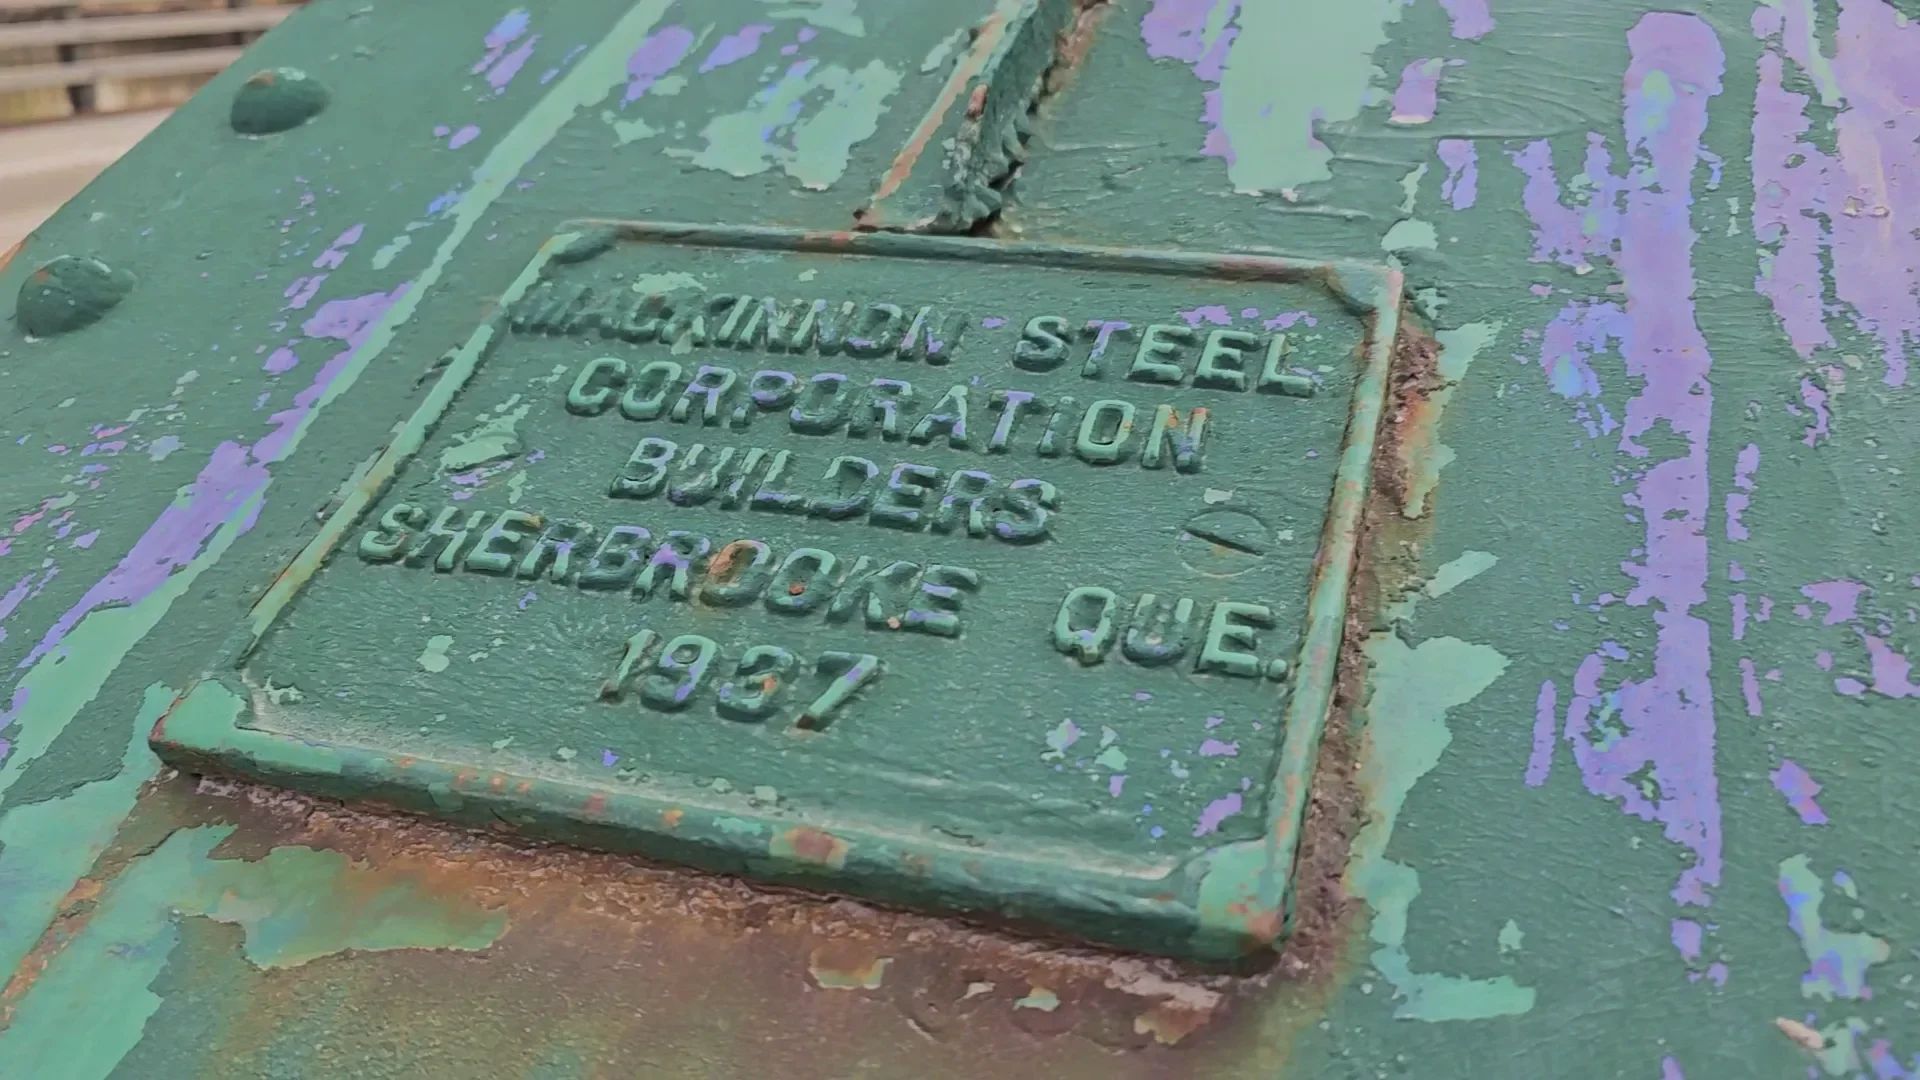 MACKINNON STEEL
CORPORATION
BUILDERS
SHERBROOKE QUE.
1937